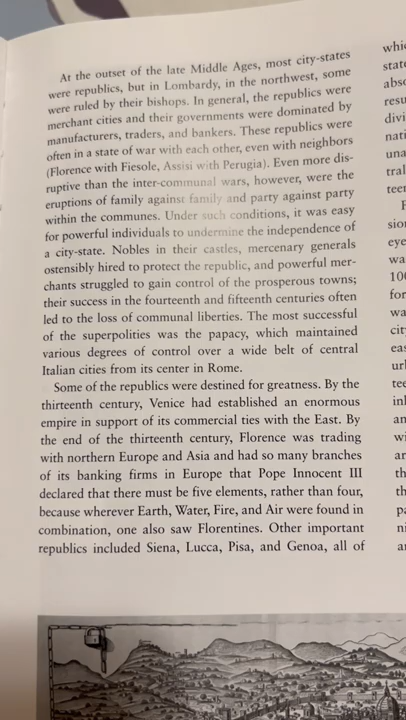 At the outset of the late Middle Ages, most city-states
were republics, but in Lombardy, in the northwest, some
were ruled by their bishops. In general, the republics were
merchant cities and their governments were dominated by
manufacturers, traders, and bankers. These republics were
often in a state of war with each other, even with neighbors
(Florence with Fiesole, Assisi with Perugia). Even more dis-
ruptive than the inter-communal wars, however, were the
eruptions of family against family and party against party
within the communes. Under such conditions, it was easy
for powerful individuals to undermine the independence of
a city-state. Nobles in their castles, mercenary generals
ostensibly hired to protect the republic, and powerful mer-
chants struggled to gain control of the prosperous towns;
their success in the fourteenth and fifteenth centuries often
led to the loss of communal liberties. The most successful
of the superpolities was the papacy, which maintained
various degrees of control over a wide belt of central
Italian cities from its center in Rome.
Some of the republics were destined for greatness. By the
thirteenth century, Venice had established an enormous
empire in support of its commercial ties with the East. By
the end of the thirteenth century, Florence was trading
with northern Europe and Asia and had so many branches
of its banking firms in Europe that Pope Innocent III
declared that there must be five elements, rather than four,
because wherever Earth, Water, Fire, and Air were found in
combination, one also saw Florentines. Other important
republics included Siena, Lucca, Pisa, and Genoa, all of